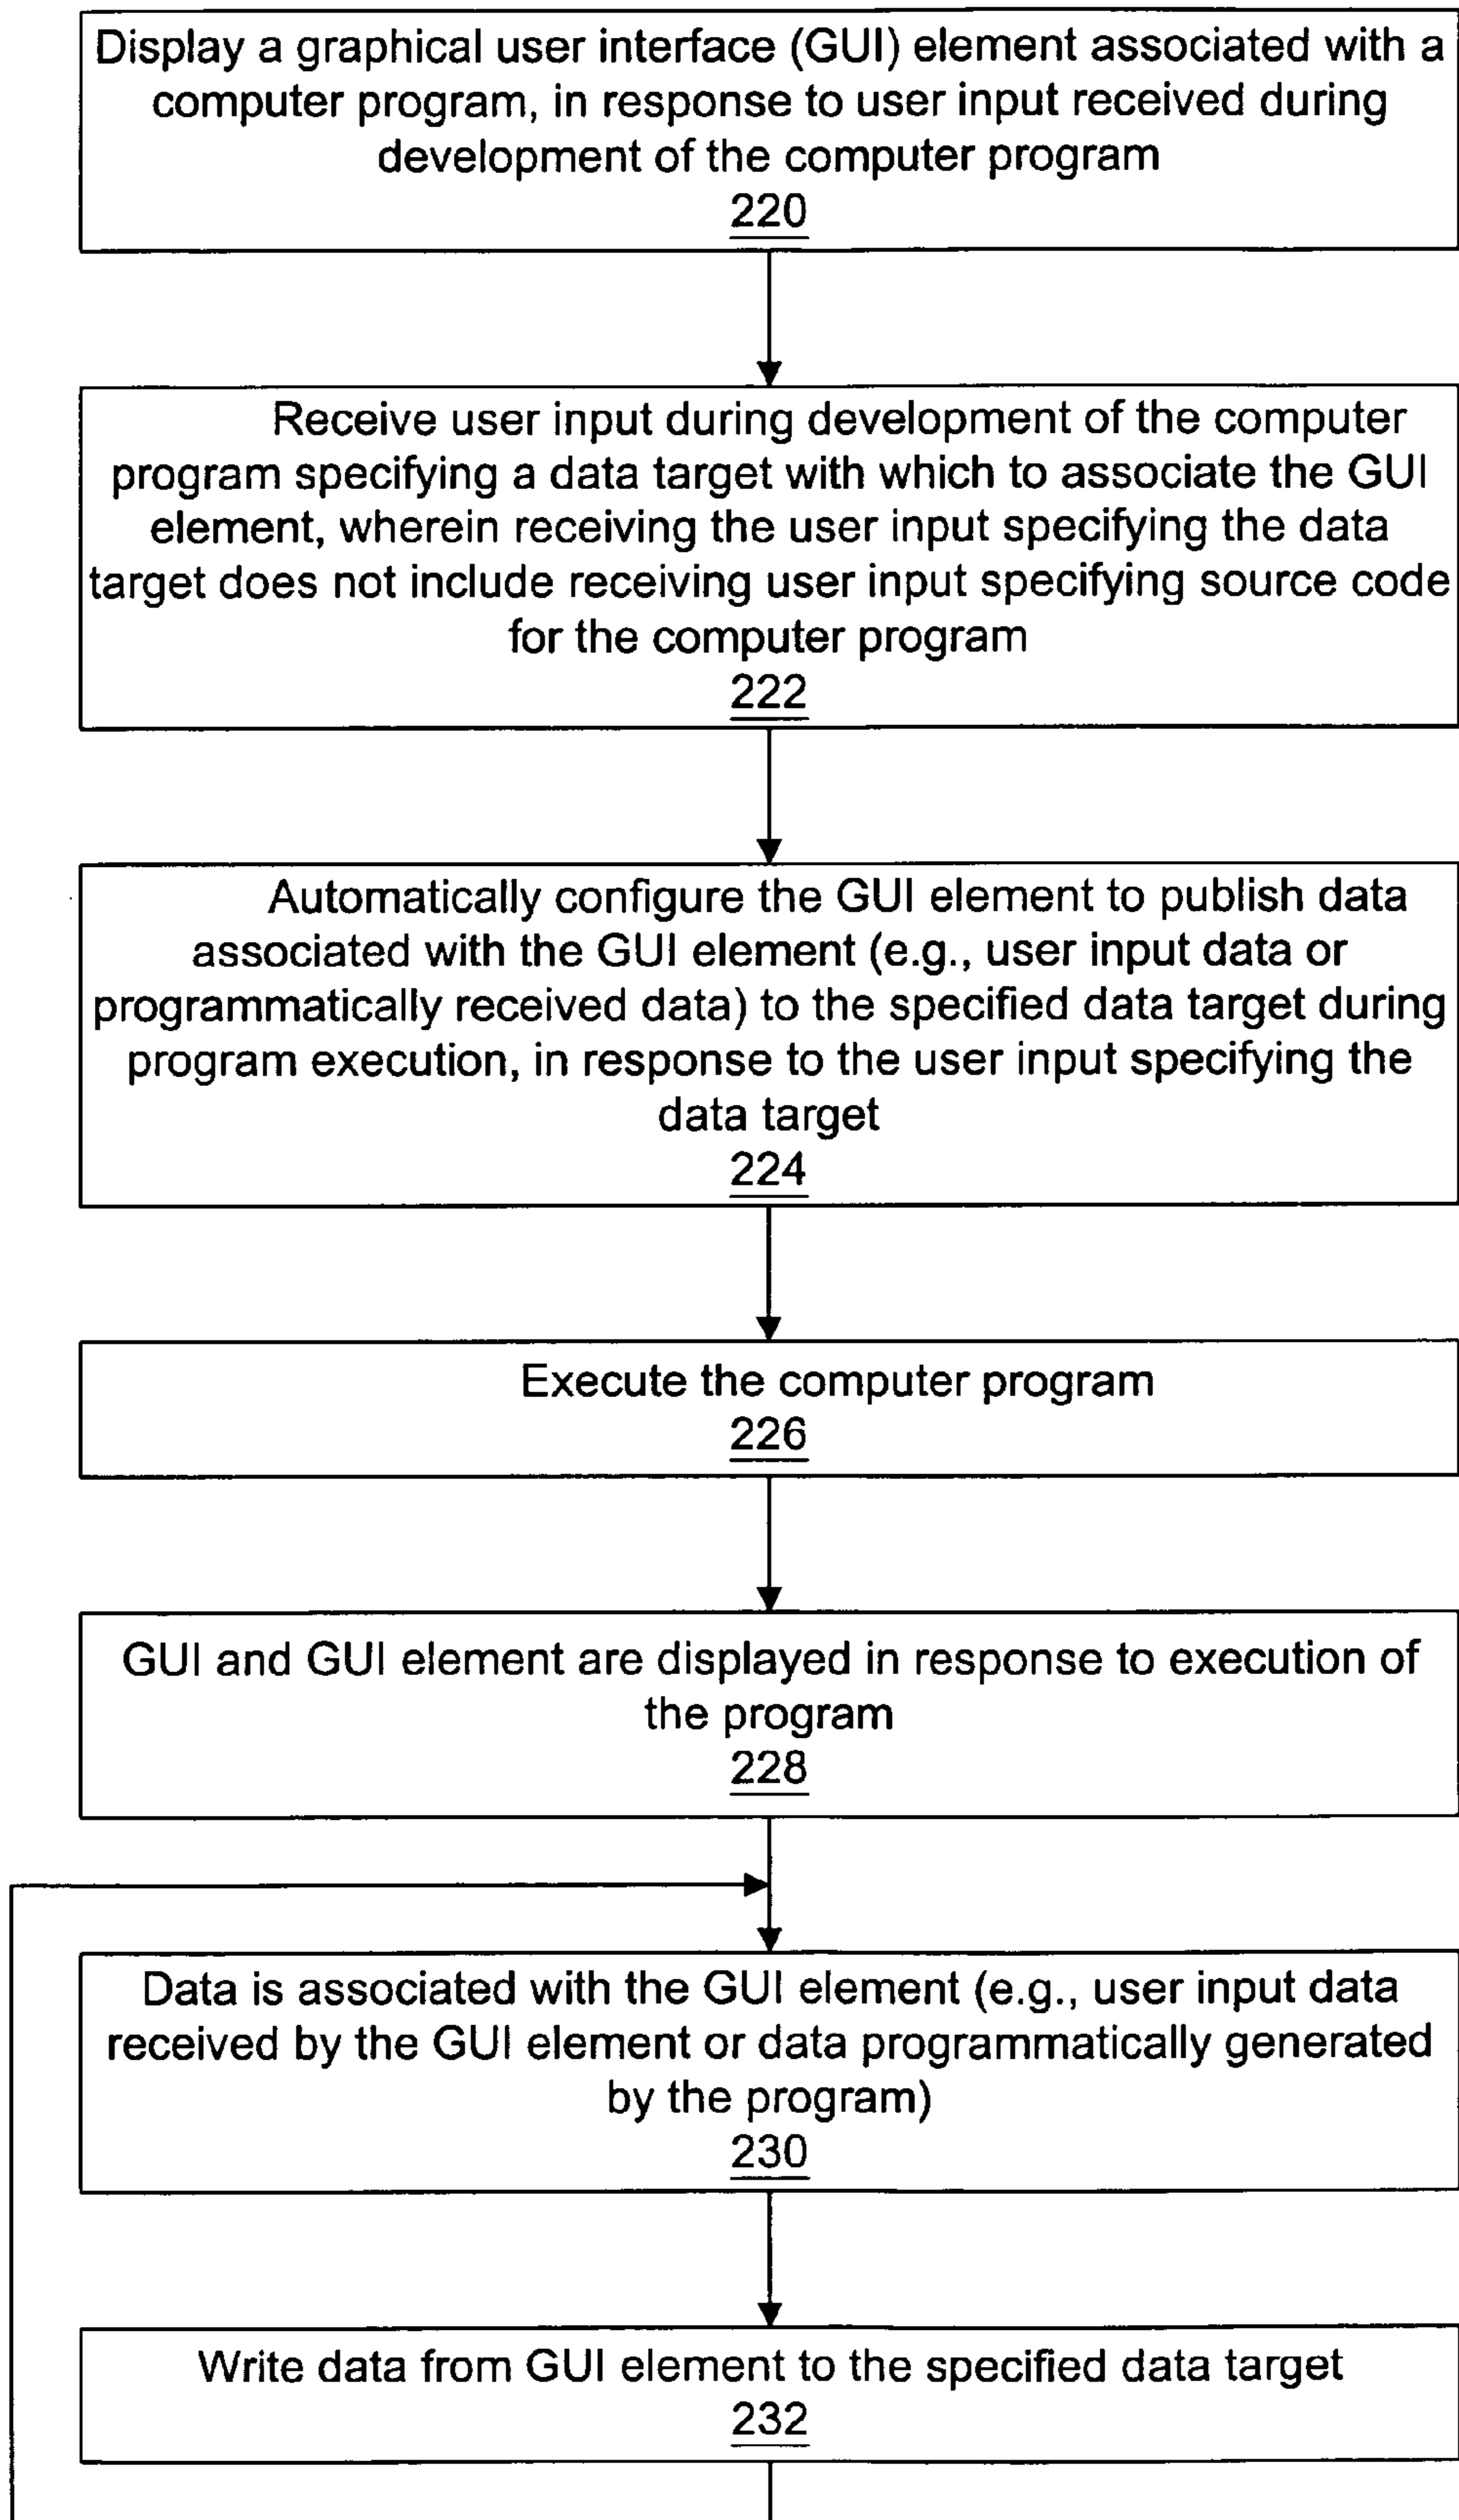 Display a graphical user interface (GUI) element associated with a
computer program, in response to user input received during
development of the computer program
220
Receive user input during development of the computer
program specifying a data target with which to associate the GUI
element, wherein receiving the user input specifying the data
target does not include receiving user input specifying source code
for the computer program
222
Automatically configure the GUI element to publish data
associated with the GUI element (e.g., user input data or
programmatically received data) to the specified data target during
program execution, in response to the user input specifying the
data target
224
Execute the computer program
226
GUI and GUI element are displayed in response to execution of
the program
228
Data is associated with the GUI element (e.g., user input data
received by the GUI element or data programmatically generated
by the program)
230
Write data from GUI element to the specified data target
232